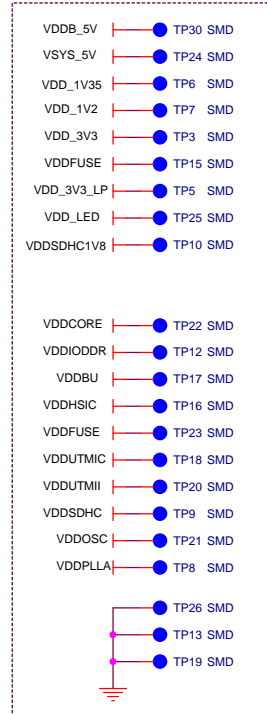 VDDB_5V TP30 SMD
VSYS_5V TP24 SMD
VDD_1V35 TP6 SMD
VDD_1V2 TP7 SMD
VDD_3V3 TP3 SMD
VDDFUSE TP15 SMD
VDD_3V3_LP TP5 SMD
VDD_LED TP25 SMD
VDDSDHC1V8 TP10 SMD
VDDCORE TP22 SMD
VDDIODDR TP12 SMD
VDDBU TP17 SMD
VDDHSIC TP16 SMD
VDDFUSE TP23 SMD
VDDUTMIC TP18 SMD
VDDUTMII TP20 SMD
VDDSDHC TP9 SMD
VDDOSC TP21 SMD
VDDPLLA TP8 SMD
TP26 SMD
TP13 SMD
TP19 SMD